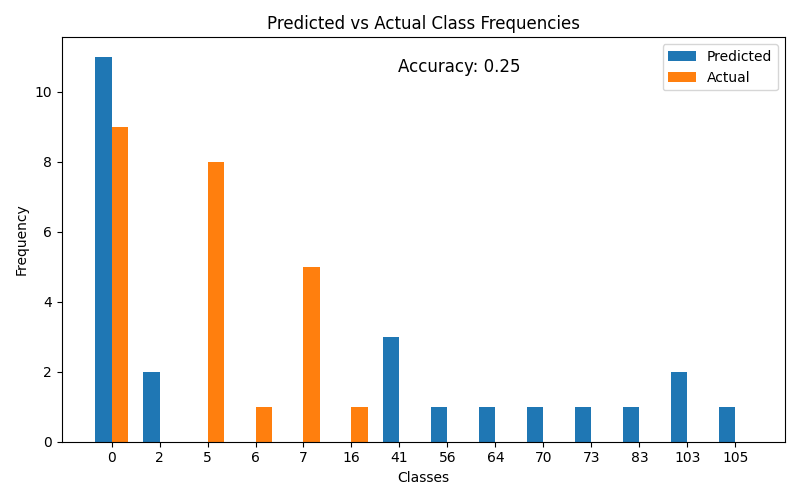 Predicted vs Actual Class Frequencies
Accuracy: 0.25
Predicted
Actual
Frequency
10
8
6
4
2
0
0 2 5 6 7 16 41 56 64 70 73 83 103 105
Classes